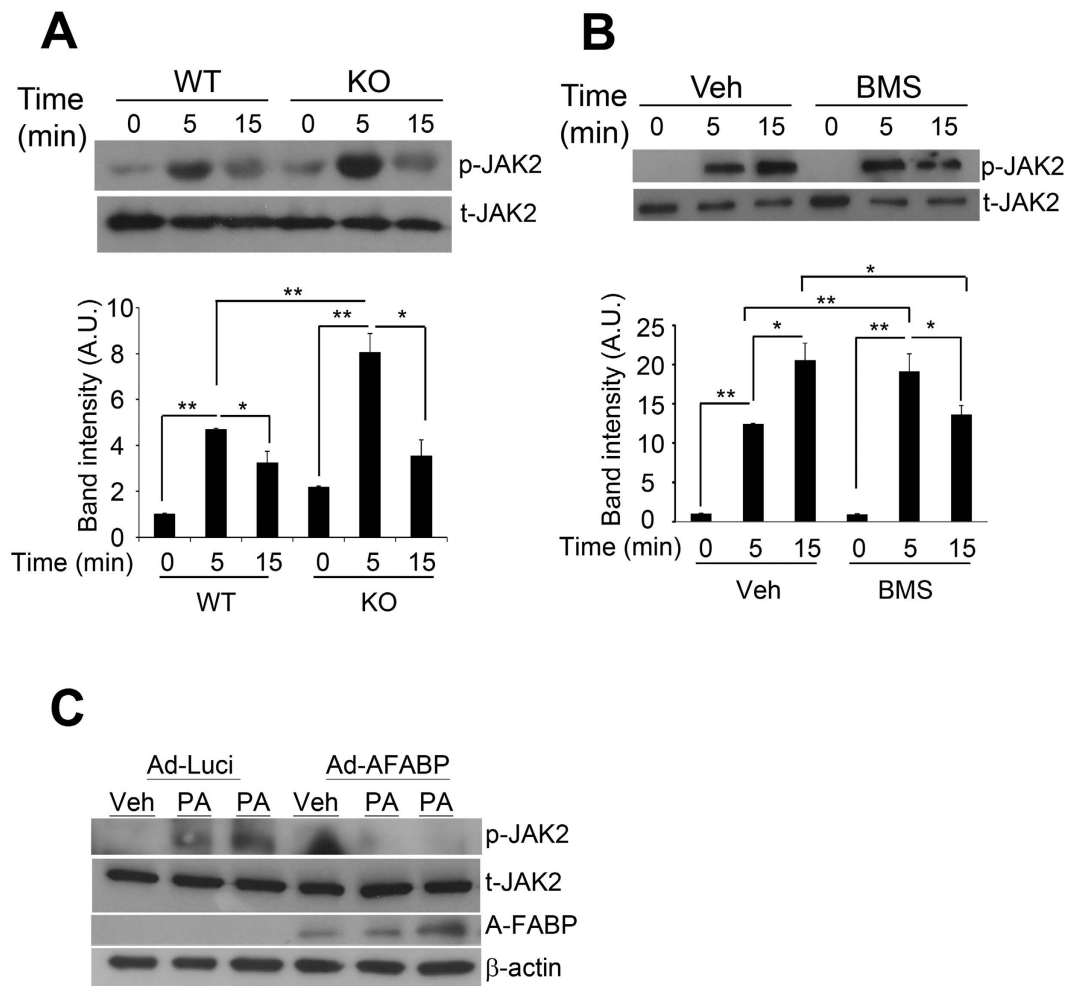 A
WT KO
Time (min) 0 5 15 0 5 15
p-JAK2
t-JAK2
Band intensity (A.U.)
10
8
6
4
2
0
** * ** ** *
Time (min) 0 5 15 0 5 15
WT KO
B
Veh BMS
Time (min) 0 5 15 0 5 15
p-JAK2
t-JAK2
Band intensity (A.U.)
25
20
15
10
5
0
** * ** * ** *
Time (min) 0 5 15 0 5 15
Veh BMS
C
Ad-Luci Ad-AFABP
Veh PA PA Veh PA PA
p-JAK2
t-JAK2
A-FABP
β-actin